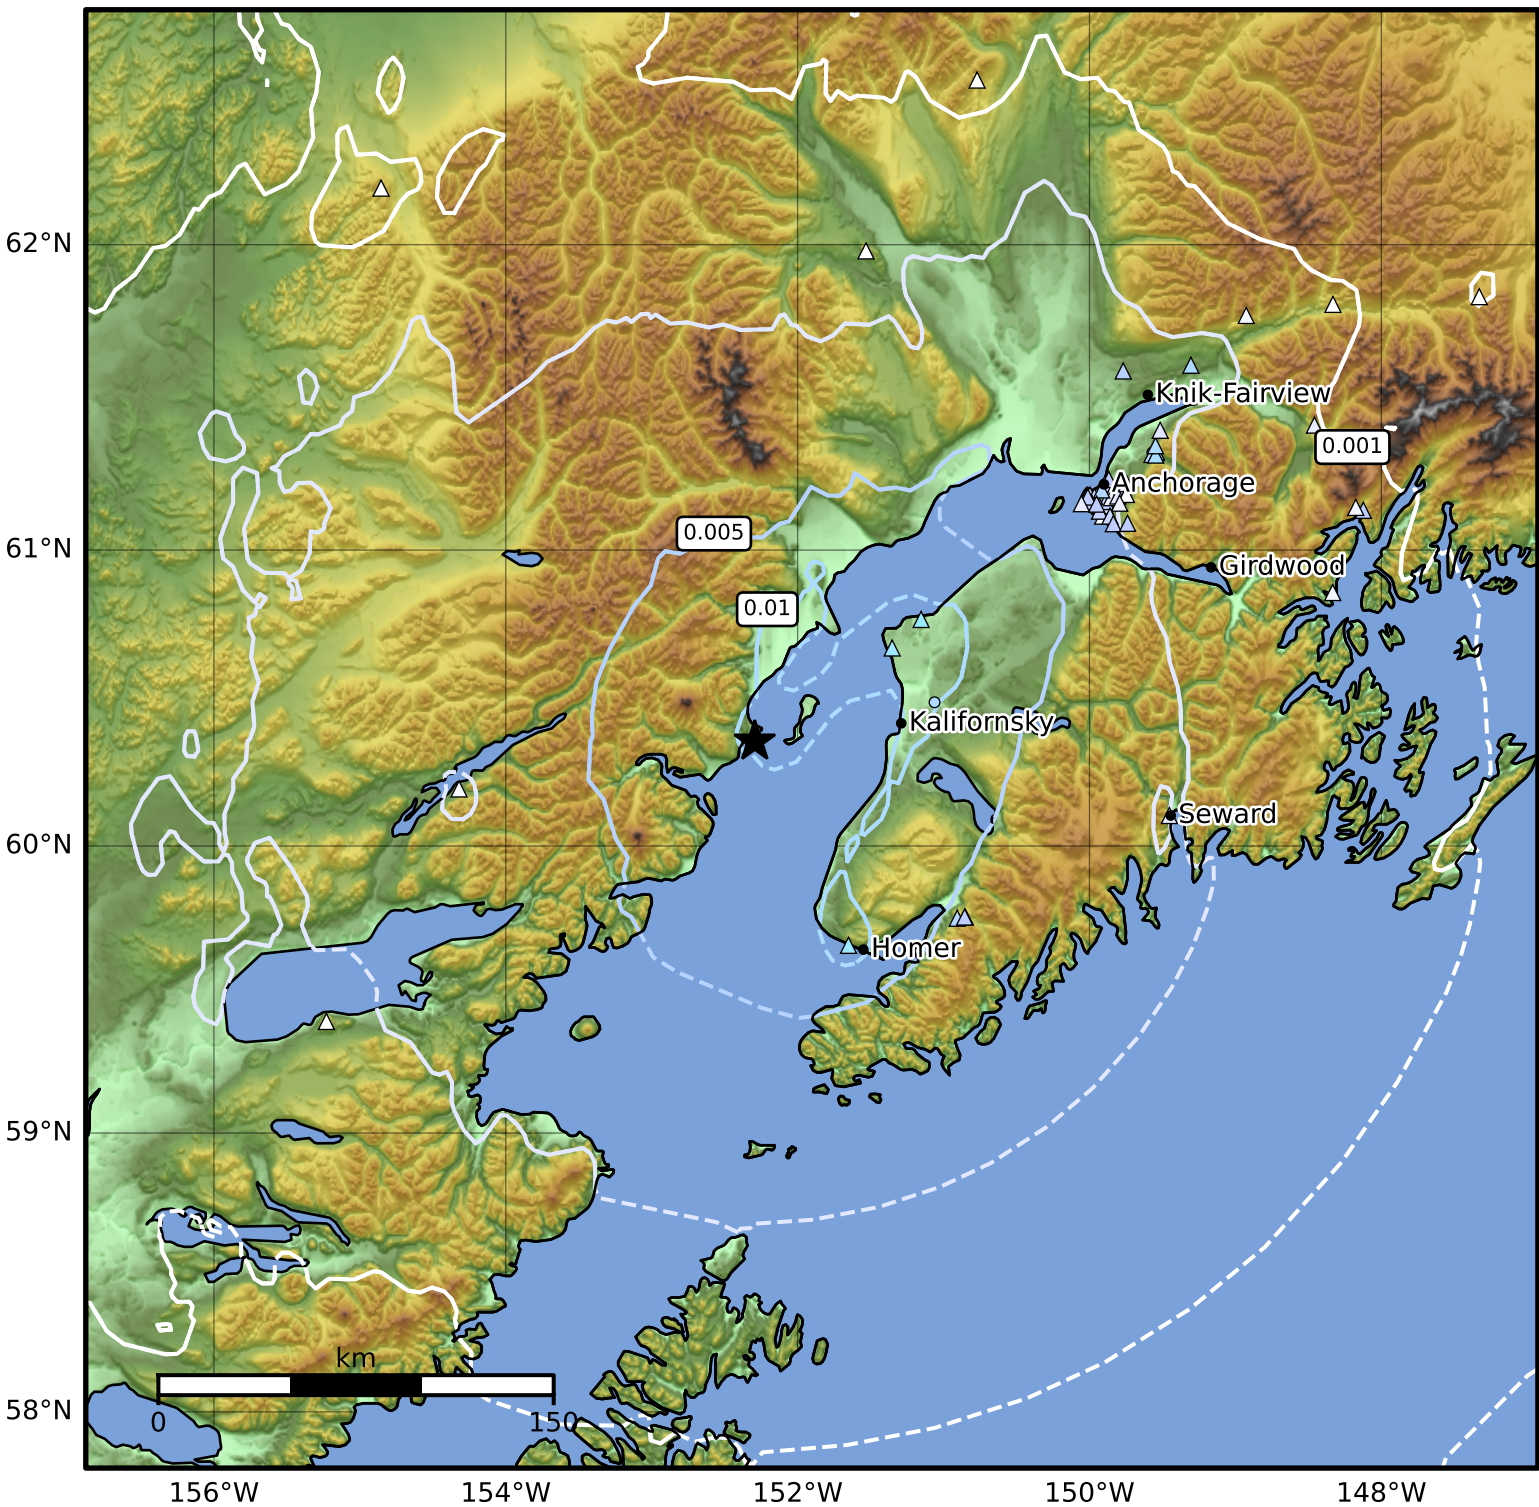 62°N
Knik-Fairview
0.001
Anchorage
0.005
61°N
Girdwood
0.01
Kalifornsky
Seward
60°N
Homer
59°N
km
0
150
58°N
156°W
154°W
152°W
150°W
148°W